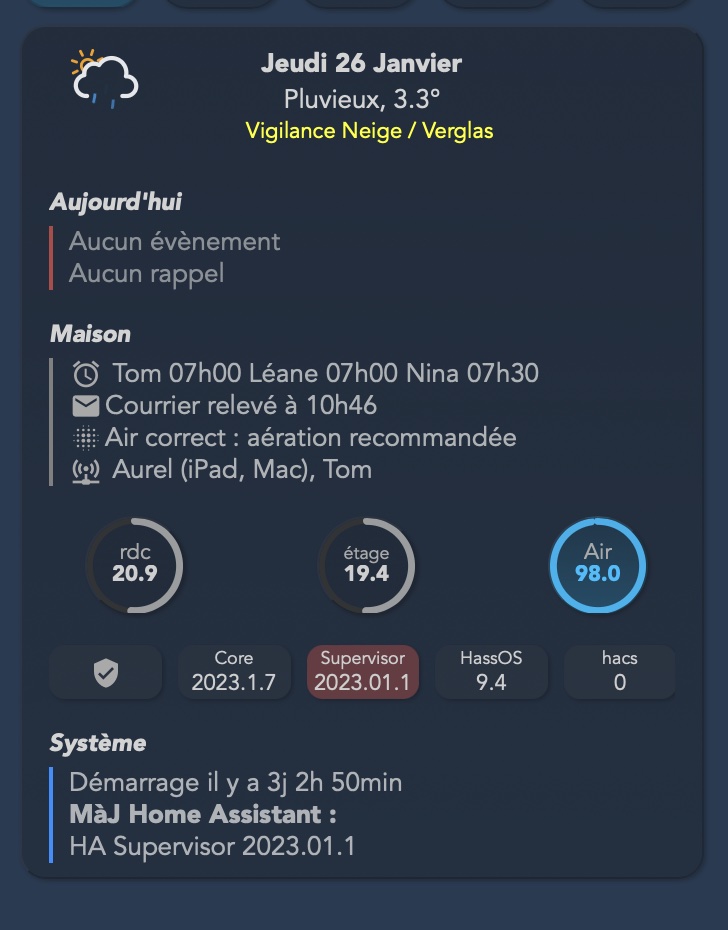 Jeudi 26 Janvier
Pluvieux, 3.3°
Vigilance Neige / Verglas
Aujourd'hui
Aucun évènement
Aucun rappel
Maison
Tom 07h00 Léane 07h00 Nina 07h30
Courrier relevé à 10h46
Air correct : aération recommandée
Aurel (iPad, Mac), Tom
rdc
20.9
étage
19.4
Air
98.0
Core
2023.1.7
Supervisor
2023.01.1
HassOS
9.4
hacs
0
Système
Démarrage il y a 3j 2h 50min
MàJ Home Assistant :
HA Supervisor 2023.01.1